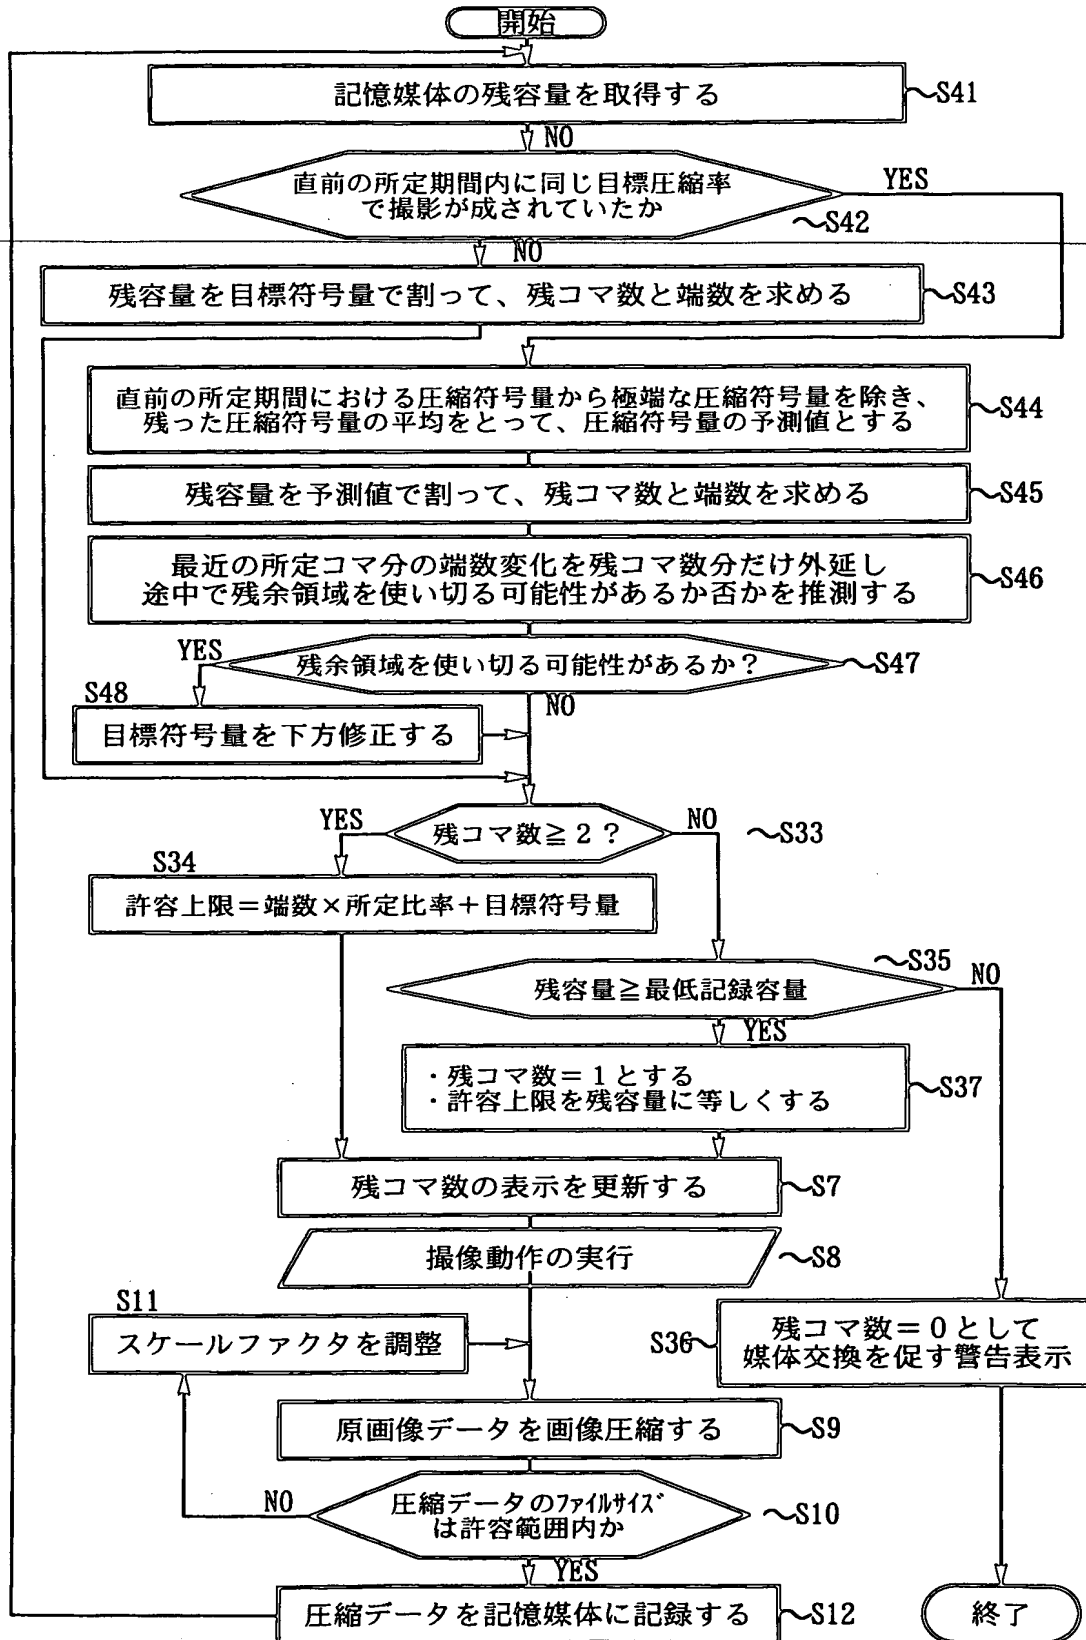 開始
記憶媒体の残容量を取得する
S41
NO
直前の所定期間内に同じ目標圧縮率
で撮影が成されていたか
YES
S42
NO
残容量を目標符号量で割って、残コマ数と端数を求める
S43
直前の所定期間における圧縮符号量から極端な圧縮符号量を除き、
残った圧縮符号量の平均をとって、圧縮符号量の予測値とする
S44
残容量を予測値で割って、残コマ数と端数を求める
S45
最近の所定コマ分の端数変化を残コマ数分だけ外延し
途中で残余領域を使い切る可能性があるか否かを推測する
S46
YES
残余領域を使い切る可能性があるか？
S47
S48
NO
目標符号量を下方修正する
YES
残コマ数≧２？
NO
S33
S34
許容上限＝端数×所定比率＋目標符号量
S35
残容量≧最低記録容量
NO
YES
・残コマ数＝１とする
・許容上限を残容量に等しくする
S37
残コマ数の表示を更新する
S7
撮像動作の実行
S8
S11
スケールファクタを調整
S36
残コマ数＝０として
媒体交換を促す警告表示
原画像データを画像圧縮する
S9
NO
圧縮データのﾌｧｲﾙｻｲｽﾞ
は許容範囲内か
S10
YES
圧縮データを記憶媒体に記録する
S12
終了